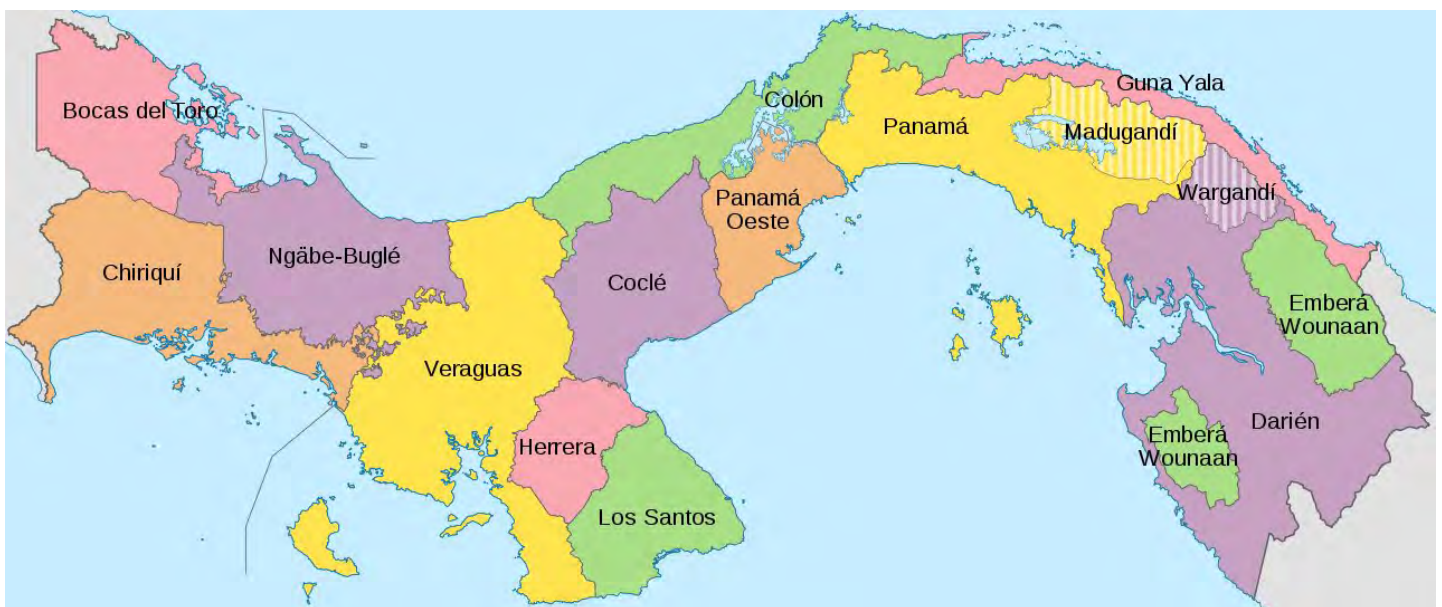 Bocas del Toro
Colón
Guna Yala
Panamá
Madugandí
Wargandí
Panamá
Oeste
Ngäbe-Buglé
Chiriquí
Coclé
Emberá
Wounaan
Veraguas
Herrera
Darién
Emberá
Wounaan
Los Santos